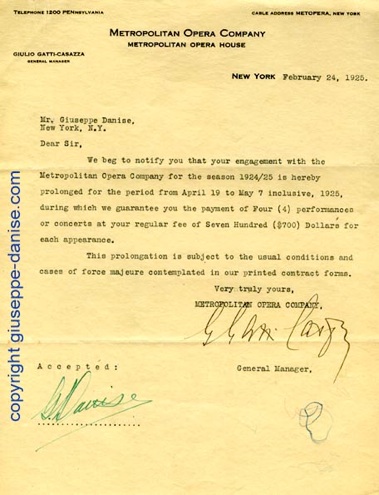 TELEPHONE 1200 PENNSYLVANIA
CABLE ADDRESS METOPERA, NEW YORK
METROPOLITAN OPERA COMPANY
METROPOLITAN OPERA HOUSE
GIULIO GATTI-CASAZZA
GENERAL MANAGER
NEW YORK February 24, 1925.
Mr. Giuseppe Danise,
New York, N.Y.
Dear Sir,
We beg to notify you that your engagement with the
Metropolitan Opera Company for the season 1924/25 is hereby
prolonged for the period from April 19 to May 7 inclusive, 1925,
during which we guarantee you the payment of Four (4) performances
or concerts at your regular fee of Seven Hundred ($700) Dollars for
each appearance.
This prolongation is subject to the usual conditions and
cases of force majeure contemplated in our printed contract forms.
Very truly yours,
METROPOLITAN OPERA COMPANY,
G Gatti-Casazza
General Manager,
Accepted:
G Danise
copyright giuseppe-danise.com